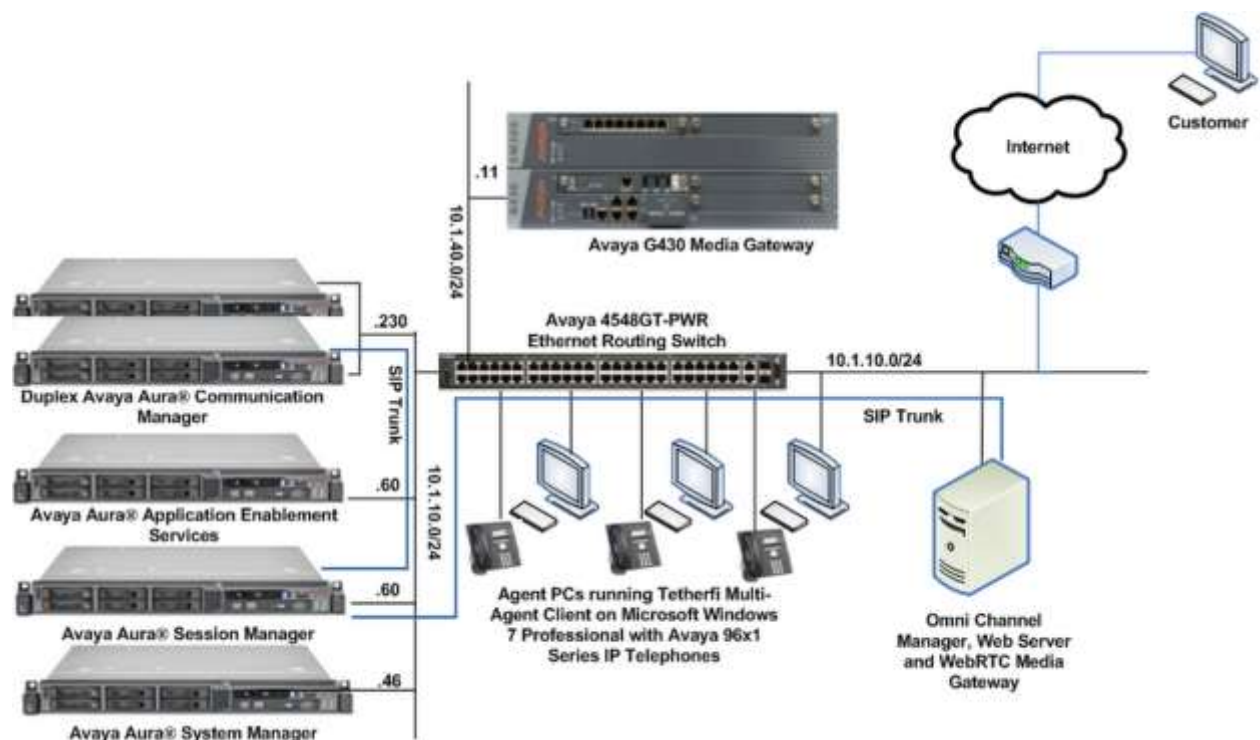 Customer
Internet
.11
10.1.40.0/24
Avaya G430 Media Gateway
.230
Avaya 4548GT-PWR
Ethernet Routing Switch
10.1.10.0/24
SIP Trunk
Duplex Avaya Aura® Communication
Manager
SIP Trunk
.60
10.1.10.0/24
Avaya Aura® Application Enablement
Services
.60
Avaya Aura® Session Manager
Agent PCs running Tetherfi Multi-
Agent Client on Microsoft Windows
7 Professional with Avaya 96x1
Series IP Telephones
Omni Channel
Manager, Web Server
and WebRTC Media
Gateway
.46
Avaya Aura® System Manager